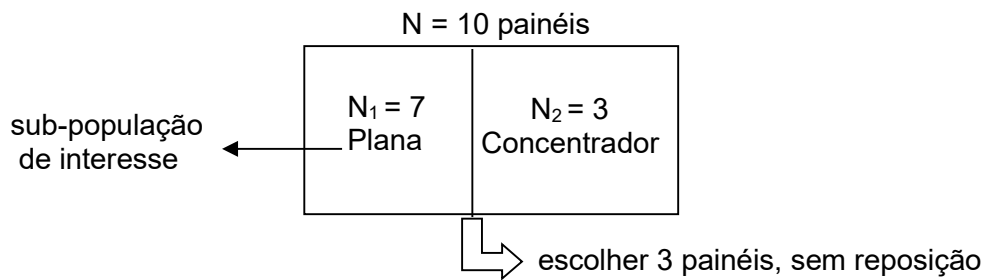 N = 10 painéis
sub-população
de interesse
N₁ = 7
Plana
N₂ = 3
Concentrador
escolher 3 painéis, sem reposição